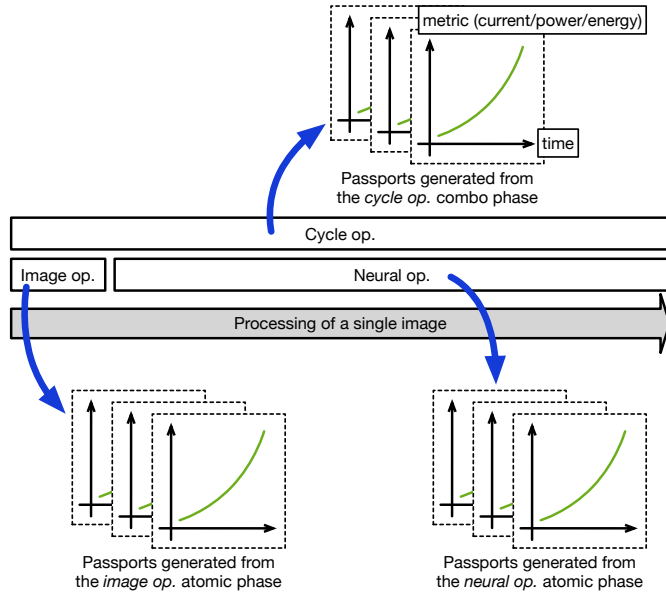 metric (current/power/energy)
time
Passports generated from
the cycle op. combo phase
Cycle op.
Image op.
Neural op.
Processing of a single image
Passports generated from
the image op. atomic phase
Passports generated from
the neural op. atomic phase